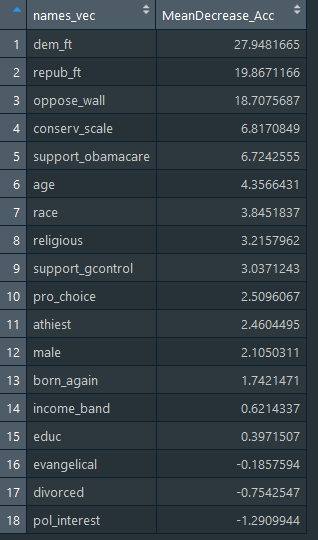 names_vec MeanDecrease_Acc
1 dem_ft 27.9481665
2 repub_ft 19.8671166
3 oppose_wall 18.7075687
4 conserv_scale 6.8170849
5 support_obamacare 6.7242555
6 age 4.3566431
7 race 3.8451837
8 religious 3.2157962
9 support_gcontrol 3.0371243
10 pro_choice 2.5096067
11 athiest 2.4604495
12 male 2.1050311
13 born_again 1.7421471
14 income_band 0.6214337
15 educ 0.3971507
16 evangelical -0.1857594
17 divorced -0.7542547
18 pol_interest -1.2909944